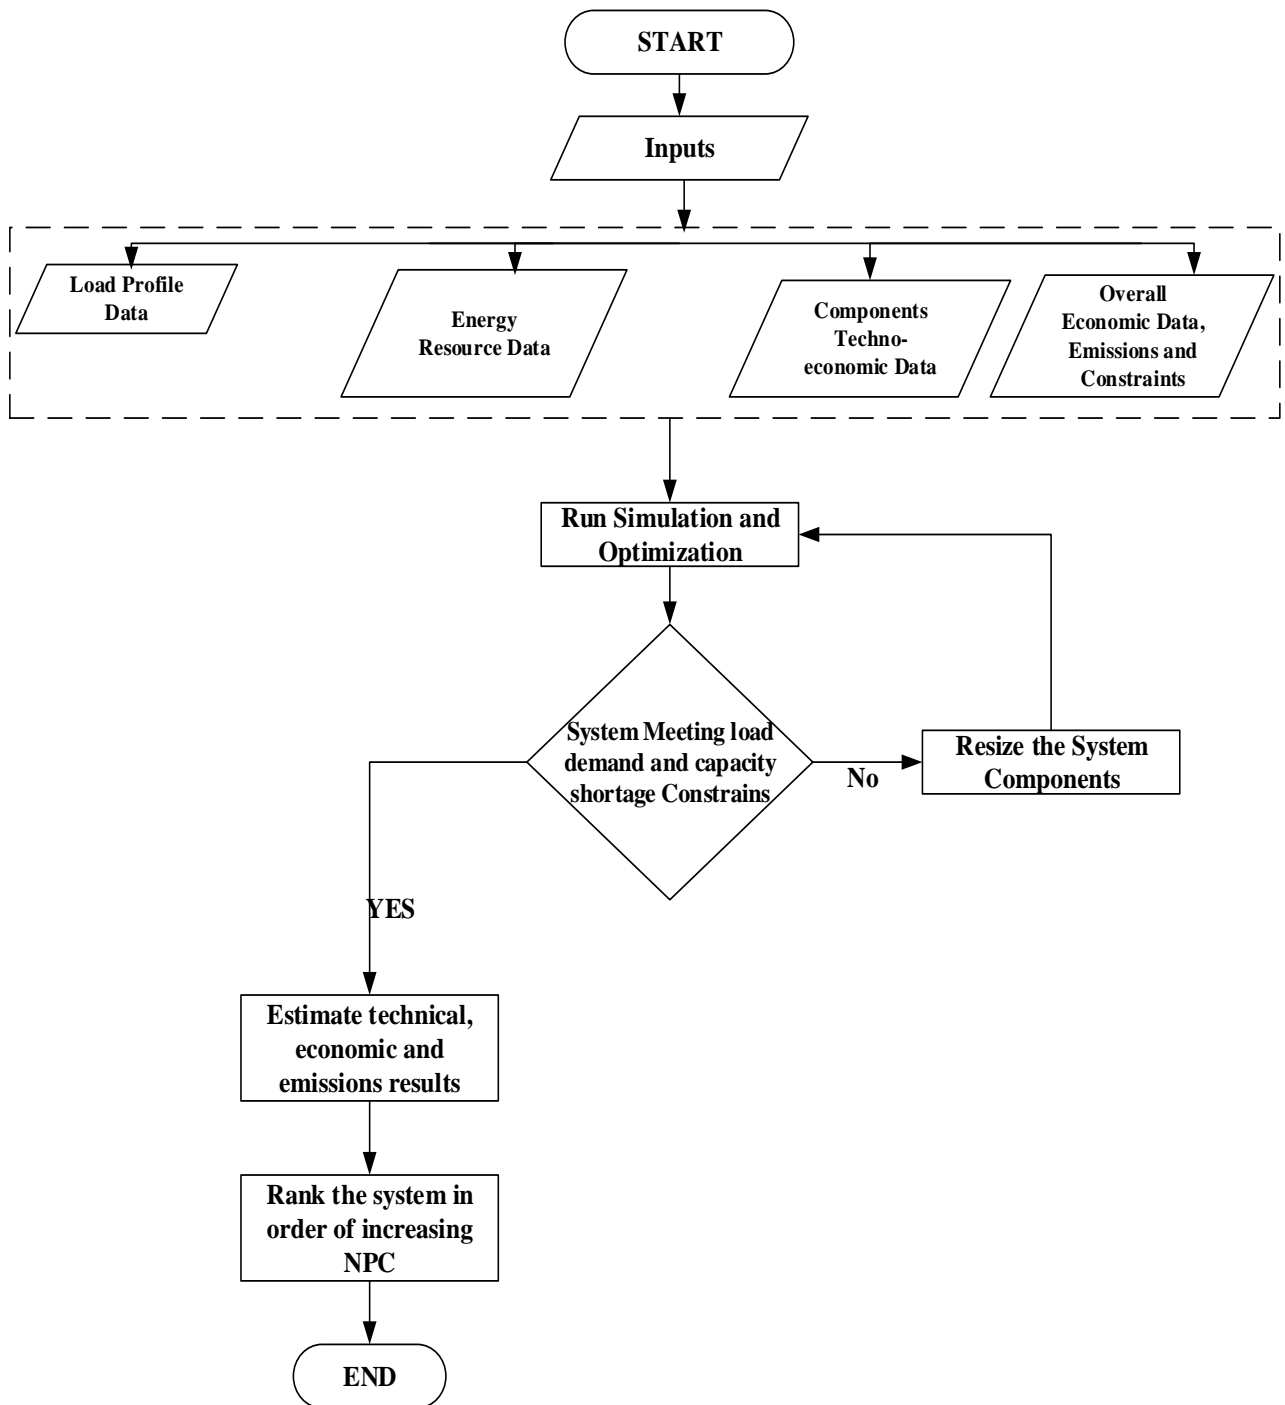 START
Inputs
Load Profile
Data
Energy
Resource Data
Components
Techno-
economic Data
Overall
Economic Data,
Emissions and
Constraints
Run Simulation and
Optimization
System Meeting load
demand and capacity
shortage Constrains
No
Resize the System
Components
YES
Estimate technical,
economic and
emissions results
Rank the system in
order of increasing
NPC
END